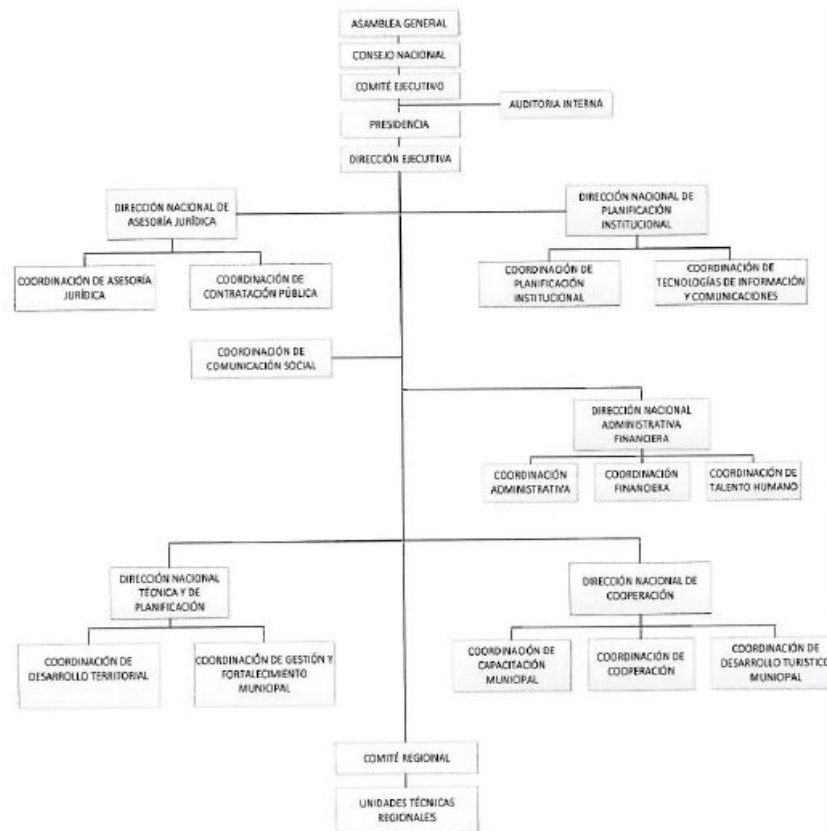 ASAMBLEA GENERAL
CONSEJO NACIONAL
COMITÉ EJECUTIVO
AUDITORIA INTERNA
PRESIDENCIA
DIRECCIÓN EJECUTIVA
DIRECCIÓN NACIONAL DE
ASESORÍA JURÍDICA
DIRECCIÓN NACIONAL DE
PLANIFICACIÓN
INSTITUCIONAL
COORDINACIÓN DE ASESORÍA
JURÍDICA
COORDINACIÓN DE
CONTRATACIÓN PÚBLICA
COORDINACIÓN DE
PLANIFICACIÓN
INSTITUCIONAL
COORDINACIÓN DE
TECNOLOGÍAS DE INFORMACIÓN
Y COMUNICACIONES
COORDINACIÓN DE
COMUNICACIÓN SOCIAL
DIRECCIÓN NACIONAL
ADMINISTRATIVA
FINANCIERA
COORDINACIÓN
ADMINISTRATIVA
COORDINACIÓN
FINANCIERA
COORDINACIÓN DE
TALENTO HUMANO
DIRECCIÓN NACIONAL
TÉCNICA Y DE
PLANIFICACIÓN
DIRECCIÓN NACIONAL DE
COOPERACIÓN
COORDINACIÓN DE
DESARROLLO TERRITORIAL
COORDINACIÓN DE GESTIÓN Y
FORTALECIMIENTO
MUNICIPAL
COORDINACIÓN DE
CAPACITACIÓN
MUNICIPAL
COORDINACIÓN DE
COOPERACIÓN
COORDINACIÓN DE
DESARROLLO TURISTICO
MUNICIPAL
COMITÉ REGIONAL
UNIDADES TÉCNICAS
REGIONALES